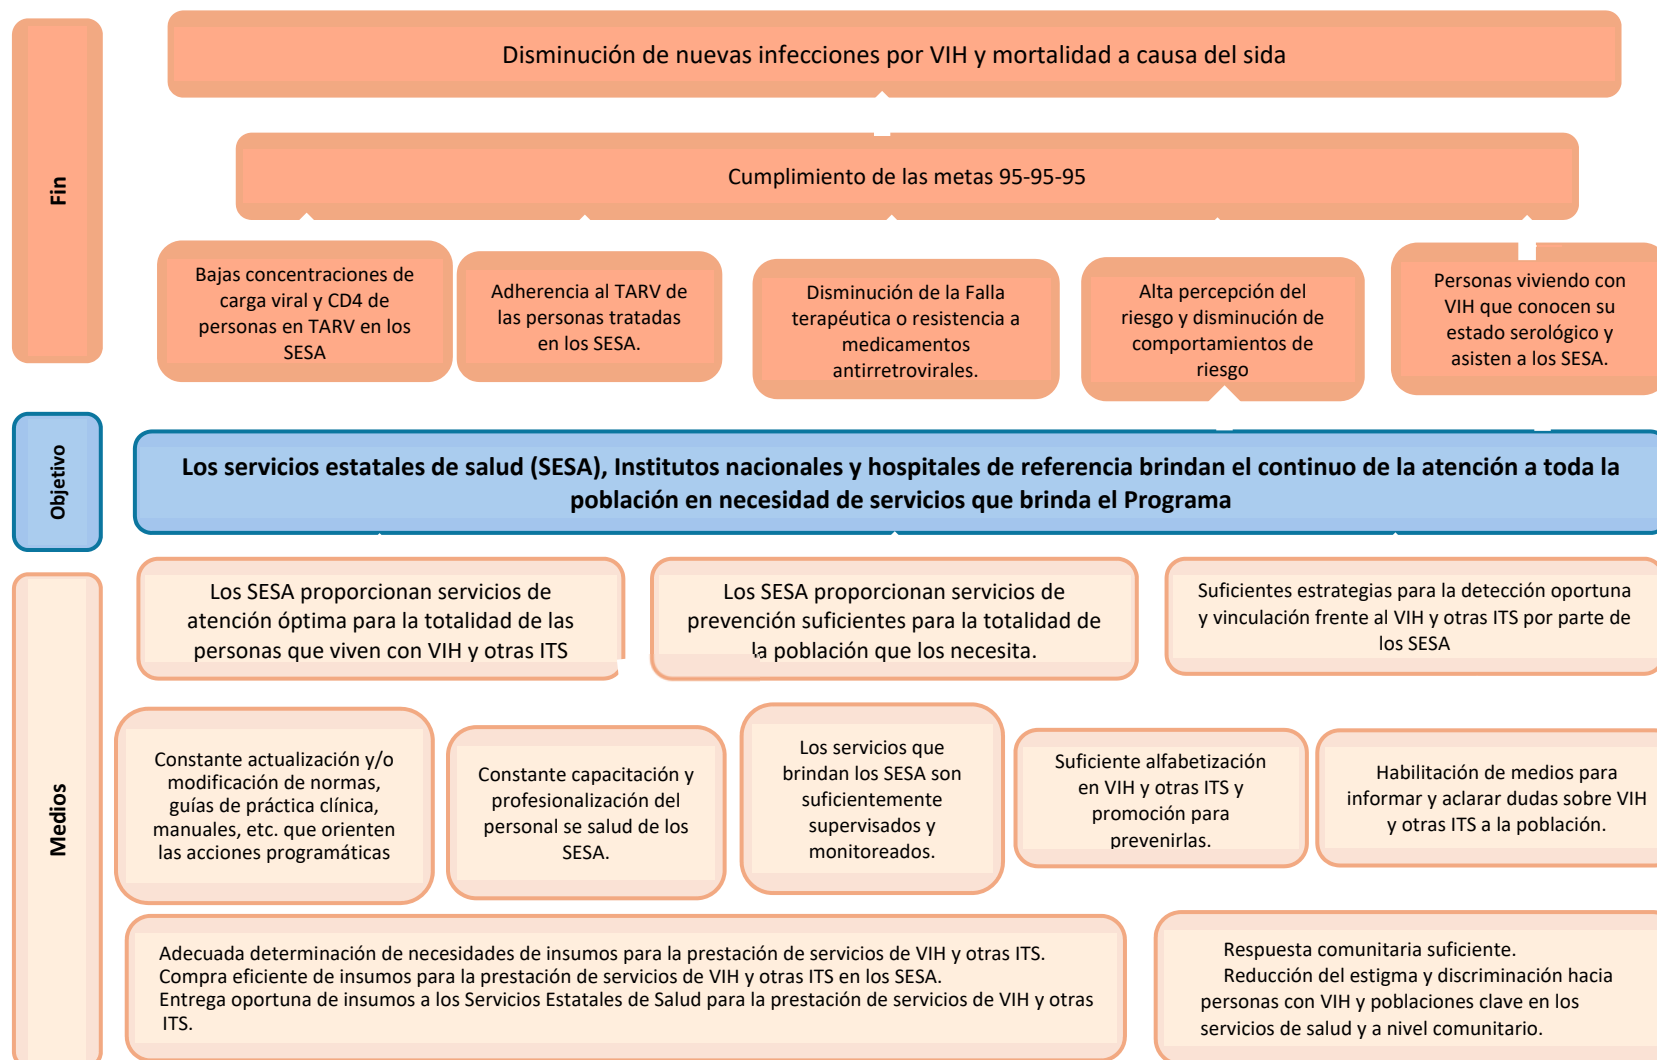 Fin
Disminución de nuevas infecciones por VIH y mortalidad a causa del sida
Cumplimiento de las metas 95-95-95
Bajas concentraciones de
carga viral y CD4 de
personas en TARV en los
SESA
Adherencia al TARV de
las personas tratadas
en los SESA.
Disminución de la Falla
terapéutica o resistencia a
medicamentos
antirretrovirales.
Alta percepción del
riesgo y disminución de
comportamientos de
riesgo
Personas viviendo con
VIH que conocen su
estado serológico y
asisten a los SESA.
Objetivo
Los servicios estatales de salud (SESA), Institutos nacionales y hospitales de referencia brindan el continuo de la atención a toda la
población en necesidad de servicios que brinda el Programa
Medios
Los SESA proporcionan servicios de
atención óptima para la totalidad de las
personas que viven con VIH y otras ITS
Los SESA proporcionan servicios de
prevención suficientes para la totalidad de
la población que los necesita.
Suficientes estrategias para la detección oportuna
y vinculación frente al VIH y otras ITS por parte de
los SESA
Constante actualización y/o
modificación de normas,
guías de práctica clínica,
manuales, etc. que orienten
las acciones programáticas
Constante capacitación y
profesionalización del
personal se salud de los
SESA.
Los servicios que
brindan los SESA son
suficientemente
supervisados y
monitoreados.
Suficiente alfabetización
en VIH y otras ITS y
promoción para
prevenirlas.
Habilitación de medios para
informar y aclarar dudas sobre VIH
y otras ITS a la población.
Adecuada determinación de necesidades de insumos para la prestación de servicios de VIH y otras ITS.
Compra eficiente de insumos para la prestación de servicios de VIH y otras ITS en los SESA.
Entrega oportuna de insumos a los Servicios Estatales de Salud para la prestación de servicios de VIH y otras
ITS.
Respuesta comunitaria suficiente.
Reducción del estigma y discriminación hacia
personas con VIH y poblaciones clave en los
servicios de salud y a nivel comunitario.